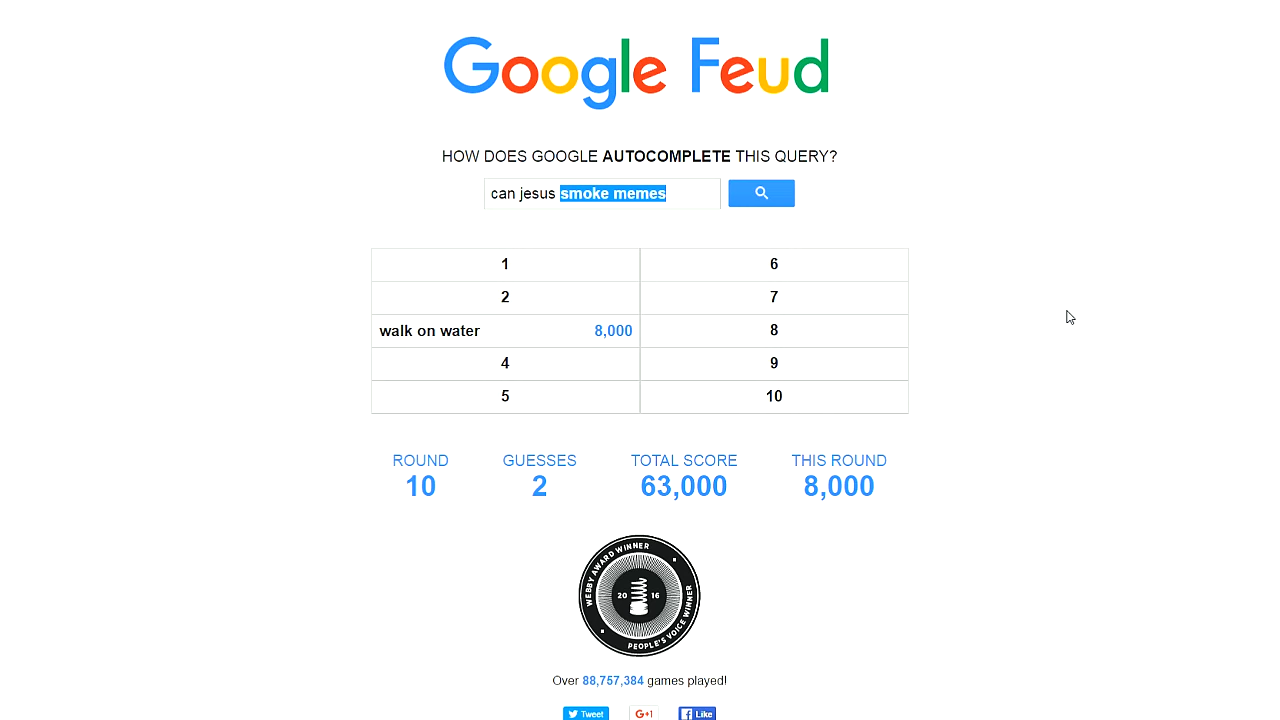 Google Feud
HOW DOES GOOGLE AUTOCOMPLETE THIS QUERY?
can jesus smoke memes
1 6
2 7
walk on water 8,000 8
4 9
5 10
ROUND GUESSES TOTAL SCORE THIS ROUND
10 2 63,000 8,000
WEBBY AWARD WINNER
20 16
PEOPLE'S VOICE WINNER
Over 88,757,384 games played!
Tweet G+1 Like